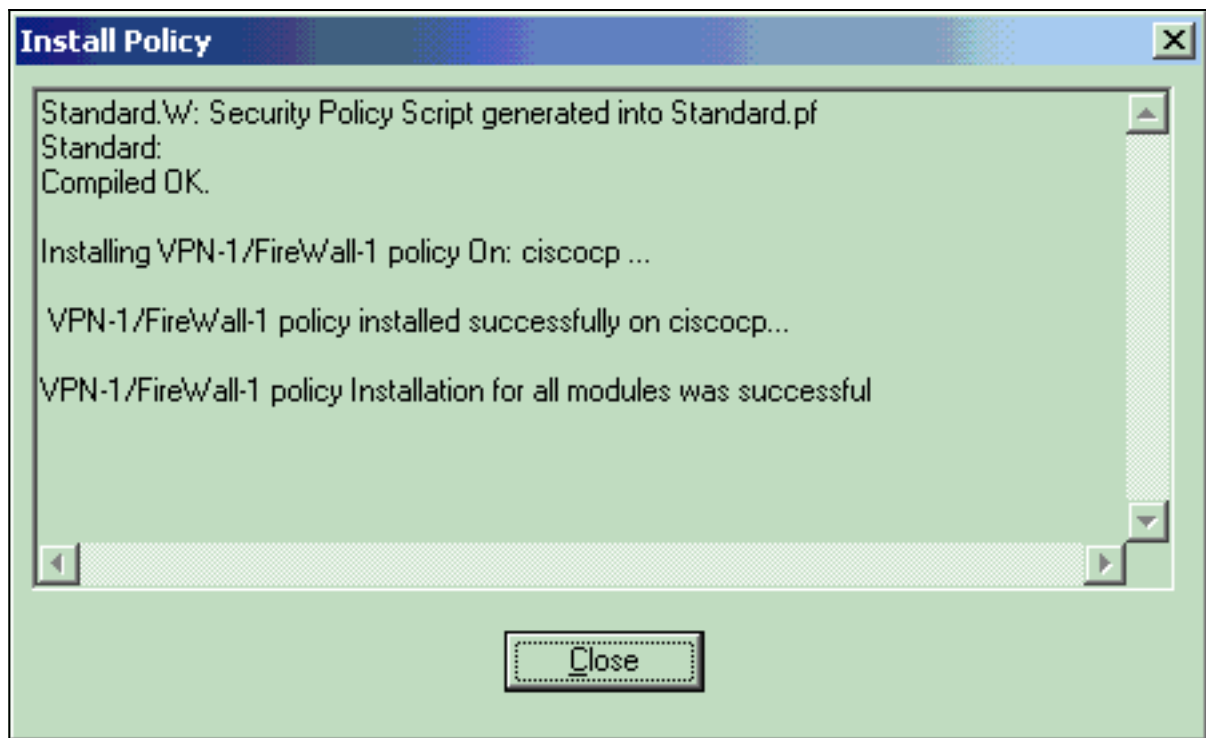 Install Policy
Standard.W: Security Policy Script generated into Standard.pf
Standard:
Compiled OK.
Installing VPN-1/FireWall-1 policy On: ciscocp ...
VPN-1/FireWall-1 policy installed successfully on ciscocp...
VPN-1/FireWall-1 policy Installation for all modules was successful
Close